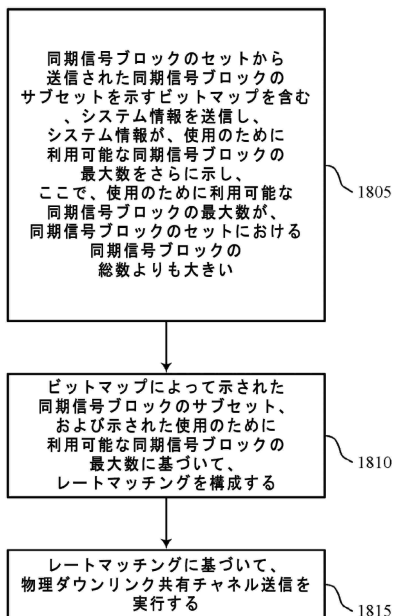 同期信号ブロックのセットから
送信された同期信号ブロックの
サブセットを示すビットマップを含む
、システム情報を送信し、
システム情報が、使用のために
利用可能な同期信号ブロックの
最大数をさらに示し、
ここで、使用のために利用可能な
同期信号ブロックの最大数が、
同期信号ブロックのセットにおける
同期信号ブロックの
総数よりも大きい
1805
ビットマップによって示された
同期信号ブロックのサブセット、
および示された使用のために
利用可能な同期信号ブロックの
最大数に基づいて、
レートマッチングを構成する
1810
レートマッチングに基づいて、
物理ダウンリンク共有チャネル送信を
実行する
1815